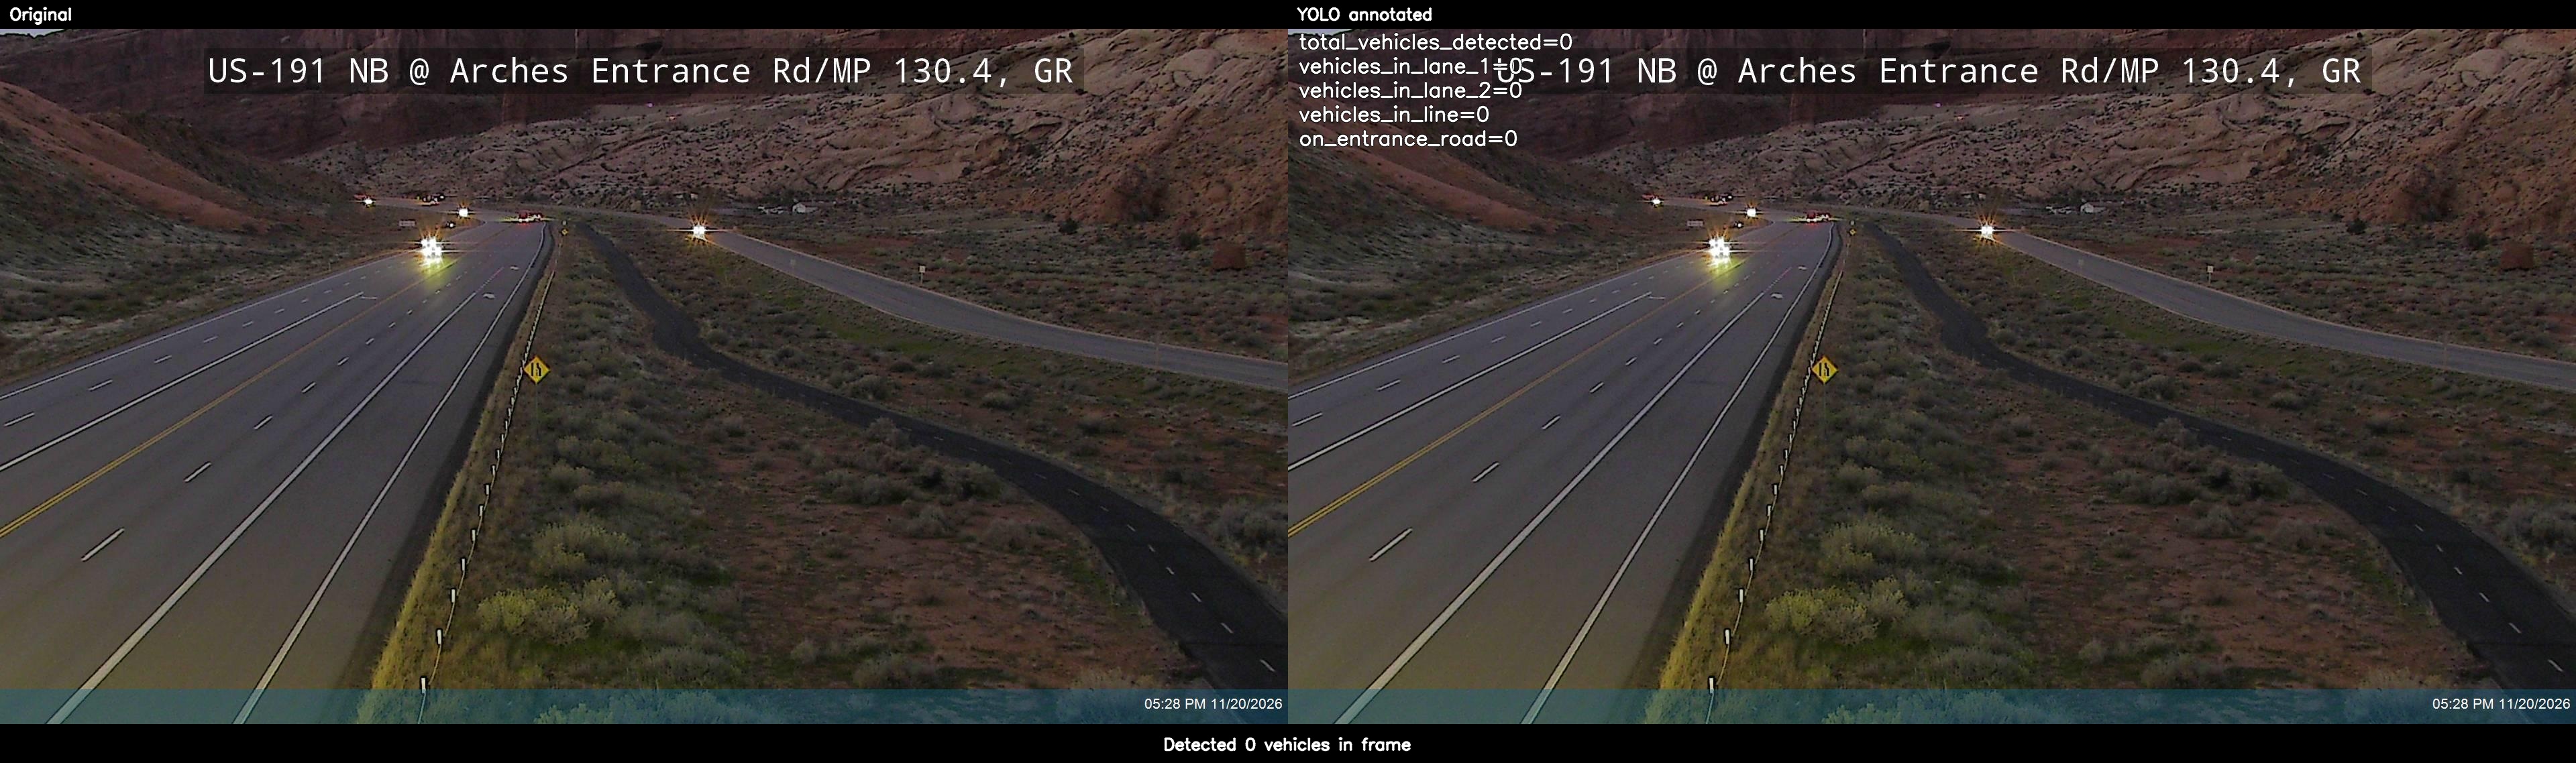 Original
US-191 NB @ Arches Entrance Rd/MP 130.4, GR
05:28 PM 11/20/2026
YOLO annotated
total_vehicles_detected=0
vehicles_in_lane_1=0
US-191 NB @ Arches Entrance Rd/MP 130.4, GR
vehicles_in_lane_2=0
vehicles_in_line=0
on_entrance_road=0
05:28 PM 11/20/2026
Detected 0 vehicles in frame